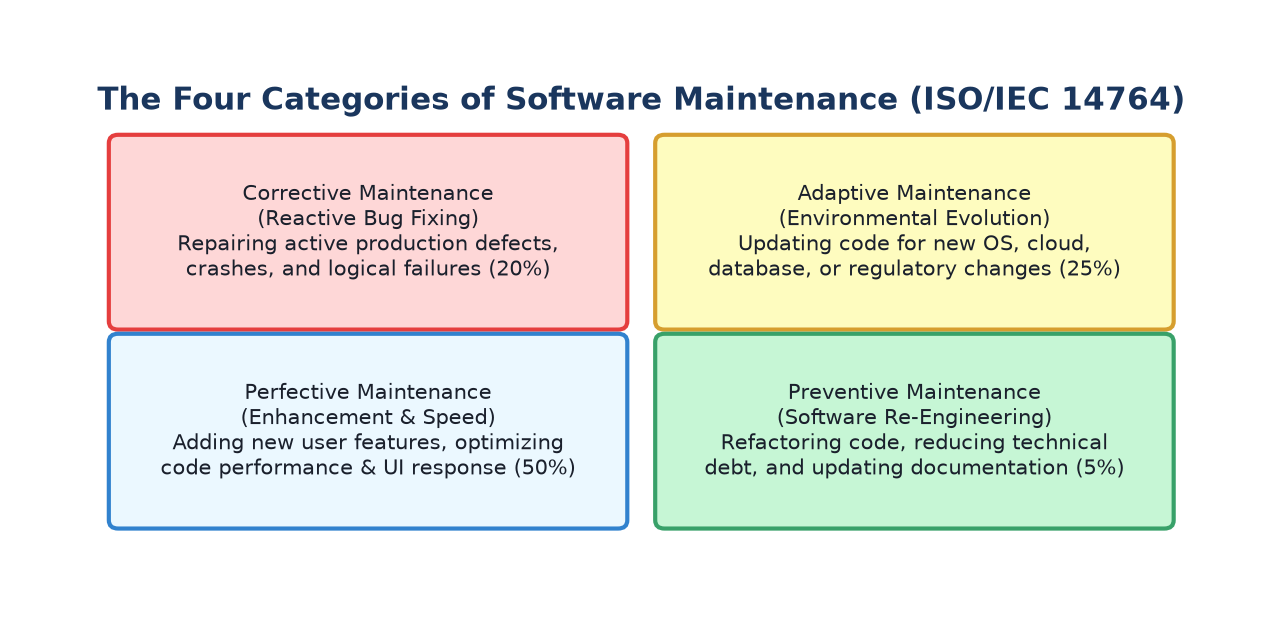 The Four Categories of Software Maintenance (ISO/IEC 14764)
Corrective Maintenance
(Reactive Bug Fixing)
Repairing active production defects,
crashes, and logical failures (20%)
Adaptive Maintenance
(Environmental Evolution)
Updating code for new OS, cloud,
database, or regulatory changes (25%)
Perfective Maintenance
(Enhancement & Speed)
Adding new user features, optimizing
code performance & UI response (50%)
Preventive Maintenance
(Software Re-Engineering)
Refactoring code, reducing technical
debt, and updating documentation (5%)